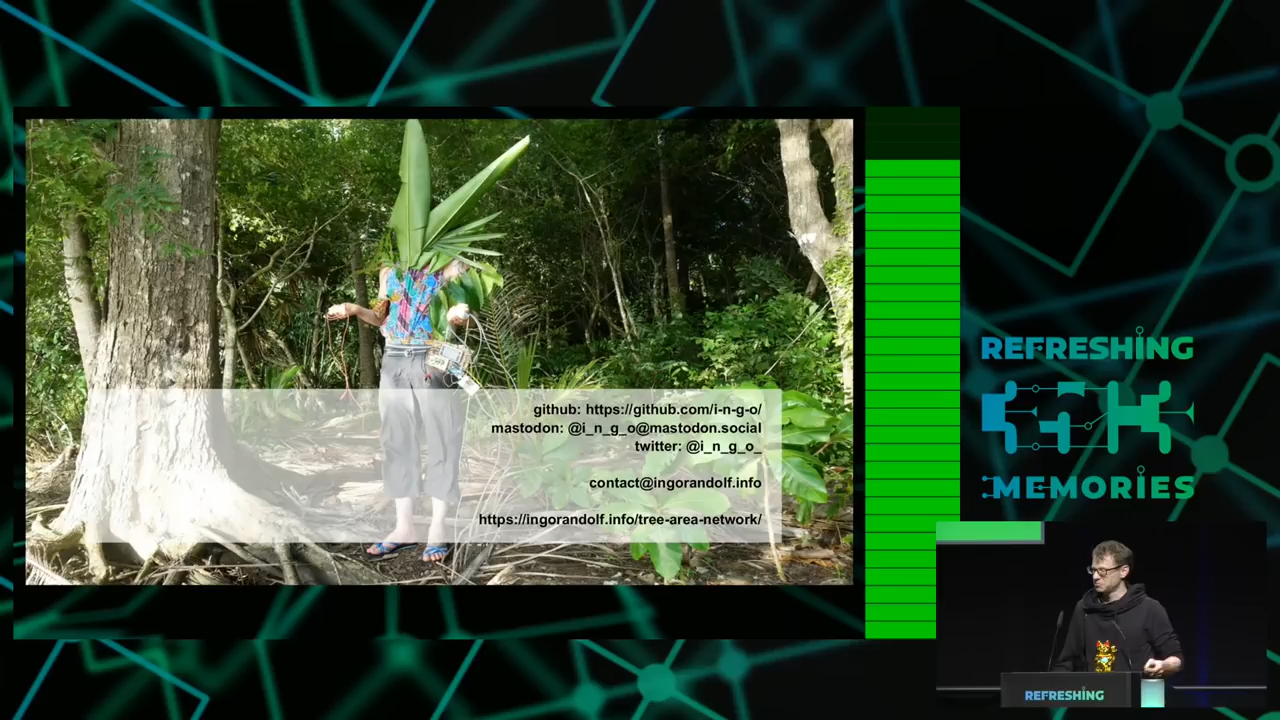 github: https://github.com/i-n-g-o/
mastodon: @i_n_g_o@mastodon.social
twitter: @i_n_g_o_
contact@ingorandolf.info
https://ingorandolf.info/tree-area-network/
REFRESHING
MEMORIES
REFRESHING